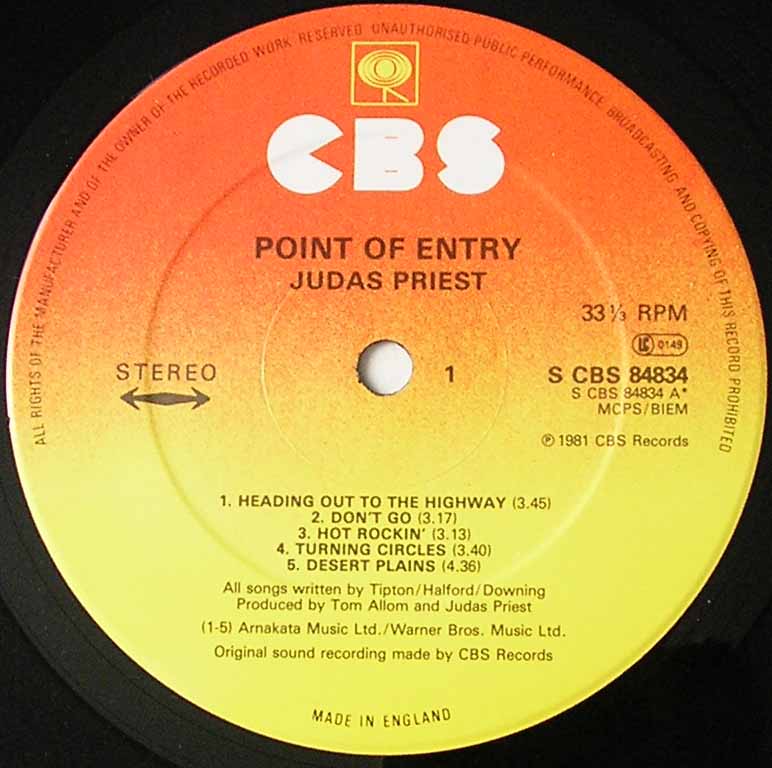 ALL RIGHTS OF THE MANUFACTURER AND OF THE OWNER OF THE RECORDED WORK RESERVED UNAUTHORISED PUBLIC PERFORMANCE BROADCASTING AND COPYING OF THIS RECORD PROHIBITED
CBS
POINT OF ENTRY
JUDAS PRIEST
33⅓ RPM
LC 0149
STEREO
1
S CBS 84834
S CBS 84834 A*
MCPS/BIEM
℗ 1981 CBS Records
1. HEADING OUT TO THE HIGHWAY (3.45)
2. DON'T GO (3.17)
3. HOT ROCKIN' (3.13)
4. TURNING CIRCLES (3.40)
5. DESERT PLAINS (4.36)
All songs written by Tipton/Halford/Downing
Produced by Tom Allom and Judas Priest
(1-5) Arnakata Music Ltd./Warner Bros. Music Ltd.
Original sound recording made by CBS Records
MADE IN ENGLAND